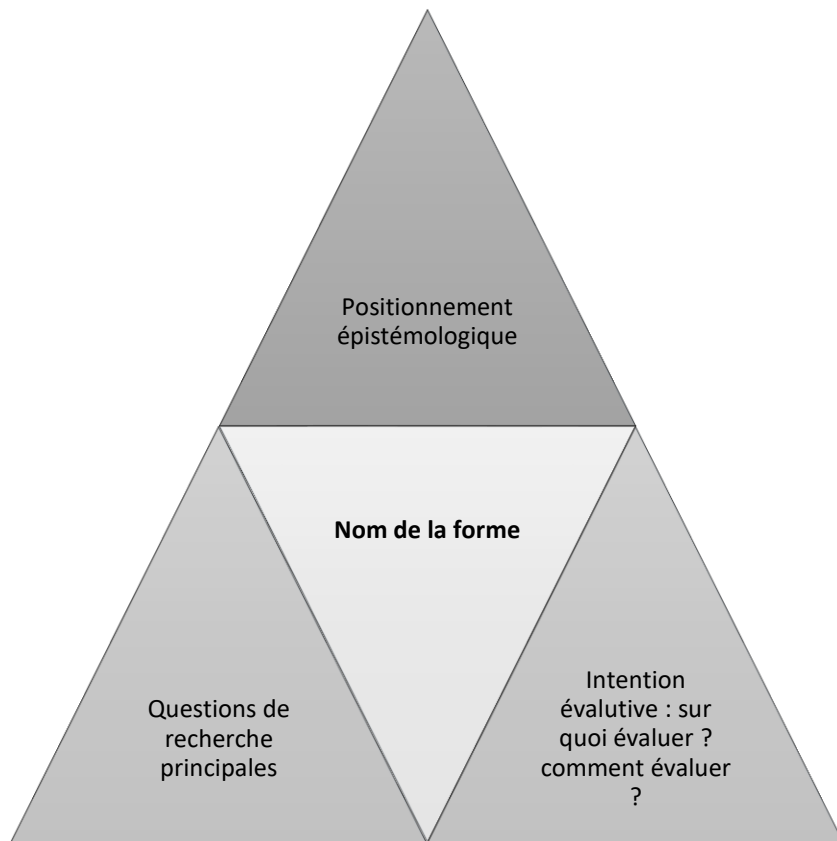 Positionnement
épistémologique
Nom de la forme
Questions de
recherche
principales
Intention
évalutive : sur
quoi évaluer ?
comment évaluer
?